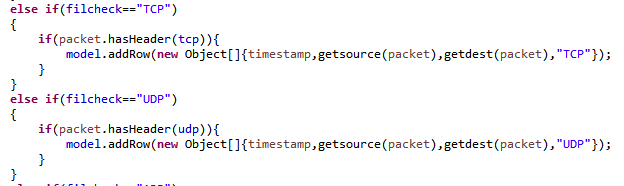 else if(filcheck=="TCP")
{
if(packet.hasHeader(tcp)){
model.addRow(new Object[]{timestamp,getsource(packet),getdest(packet),"TCP"});
}
}
else if(filcheck=="UDP")
{
if(packet.hasHeader(udp)){
model.addRow(new Object[]{timestamp,getsource(packet),getdest(packet),"UDP"});
}
}